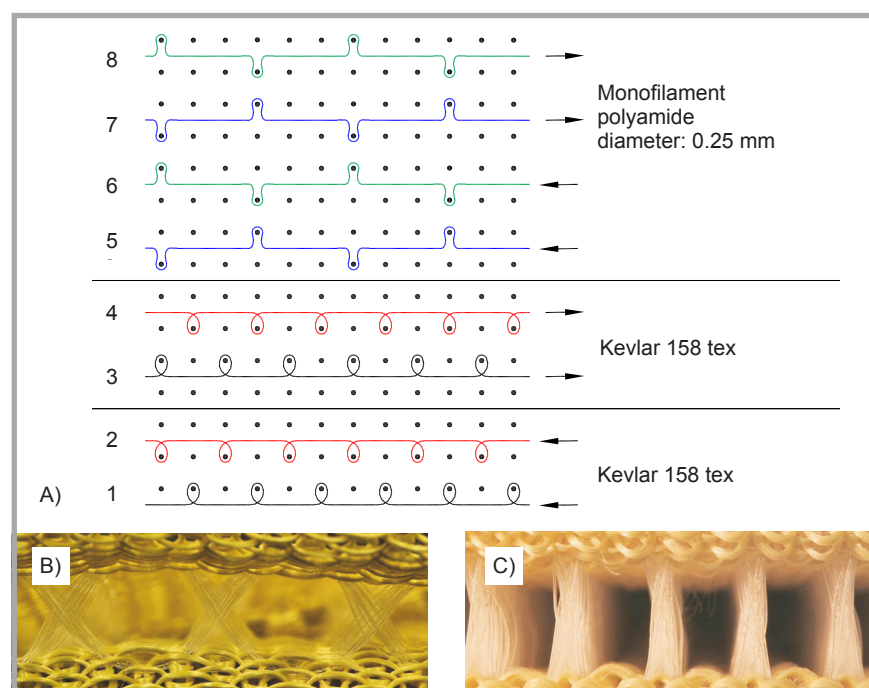 8
7
Monofilament
polyamide
diameter: 0.25 mm
6
5
4
Kevlar 158 tex
3
2
Kevlar 158 tex
A) 1
B)
C)